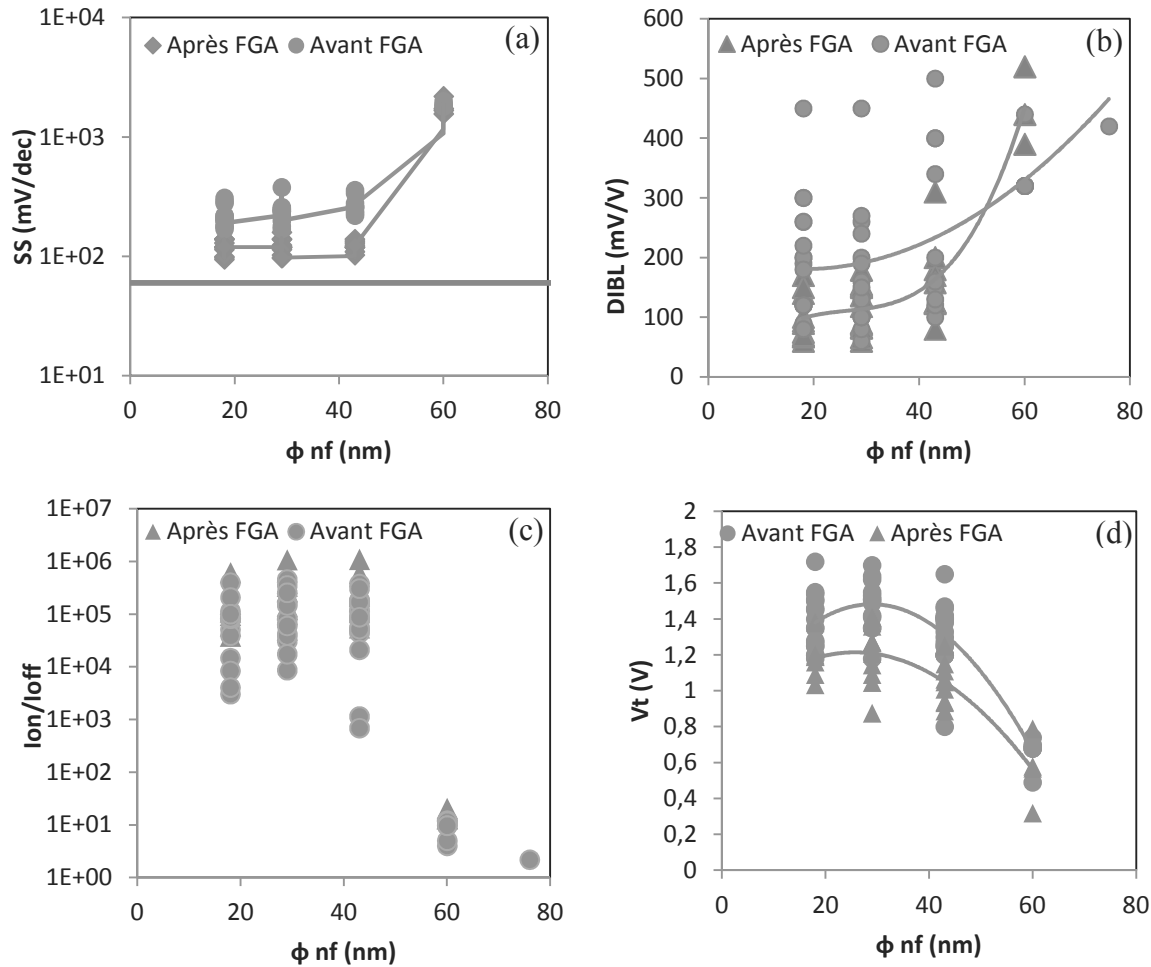 1E+04
1E+03
1E+02
1E+01
SS (mV/dec)
Après FGA
Avant FGA
(a)
0
20
40
60
80
ϕ nf (nm)
600
500
400
300
200
100
0
DIBL (mV/V)
Après FGA
Avant FGA
(b)
0
20
40
60
80
ϕ nf (nm)
1E+07
1E+06
1E+05
1E+04
1E+03
1E+02
1E+01
1E+00
Ion/Ioff
Après FGA
Avant FGA
(c)
0
20
40
60
80
ϕ nf (nm)
2
1,8
1,6
1,4
1,2
1
0,8
0,6
0,4
0,2
0
Vt (V)
Avant FGA
Après FGA
(d)
0
20
40
60
80
ϕ nf (nm)